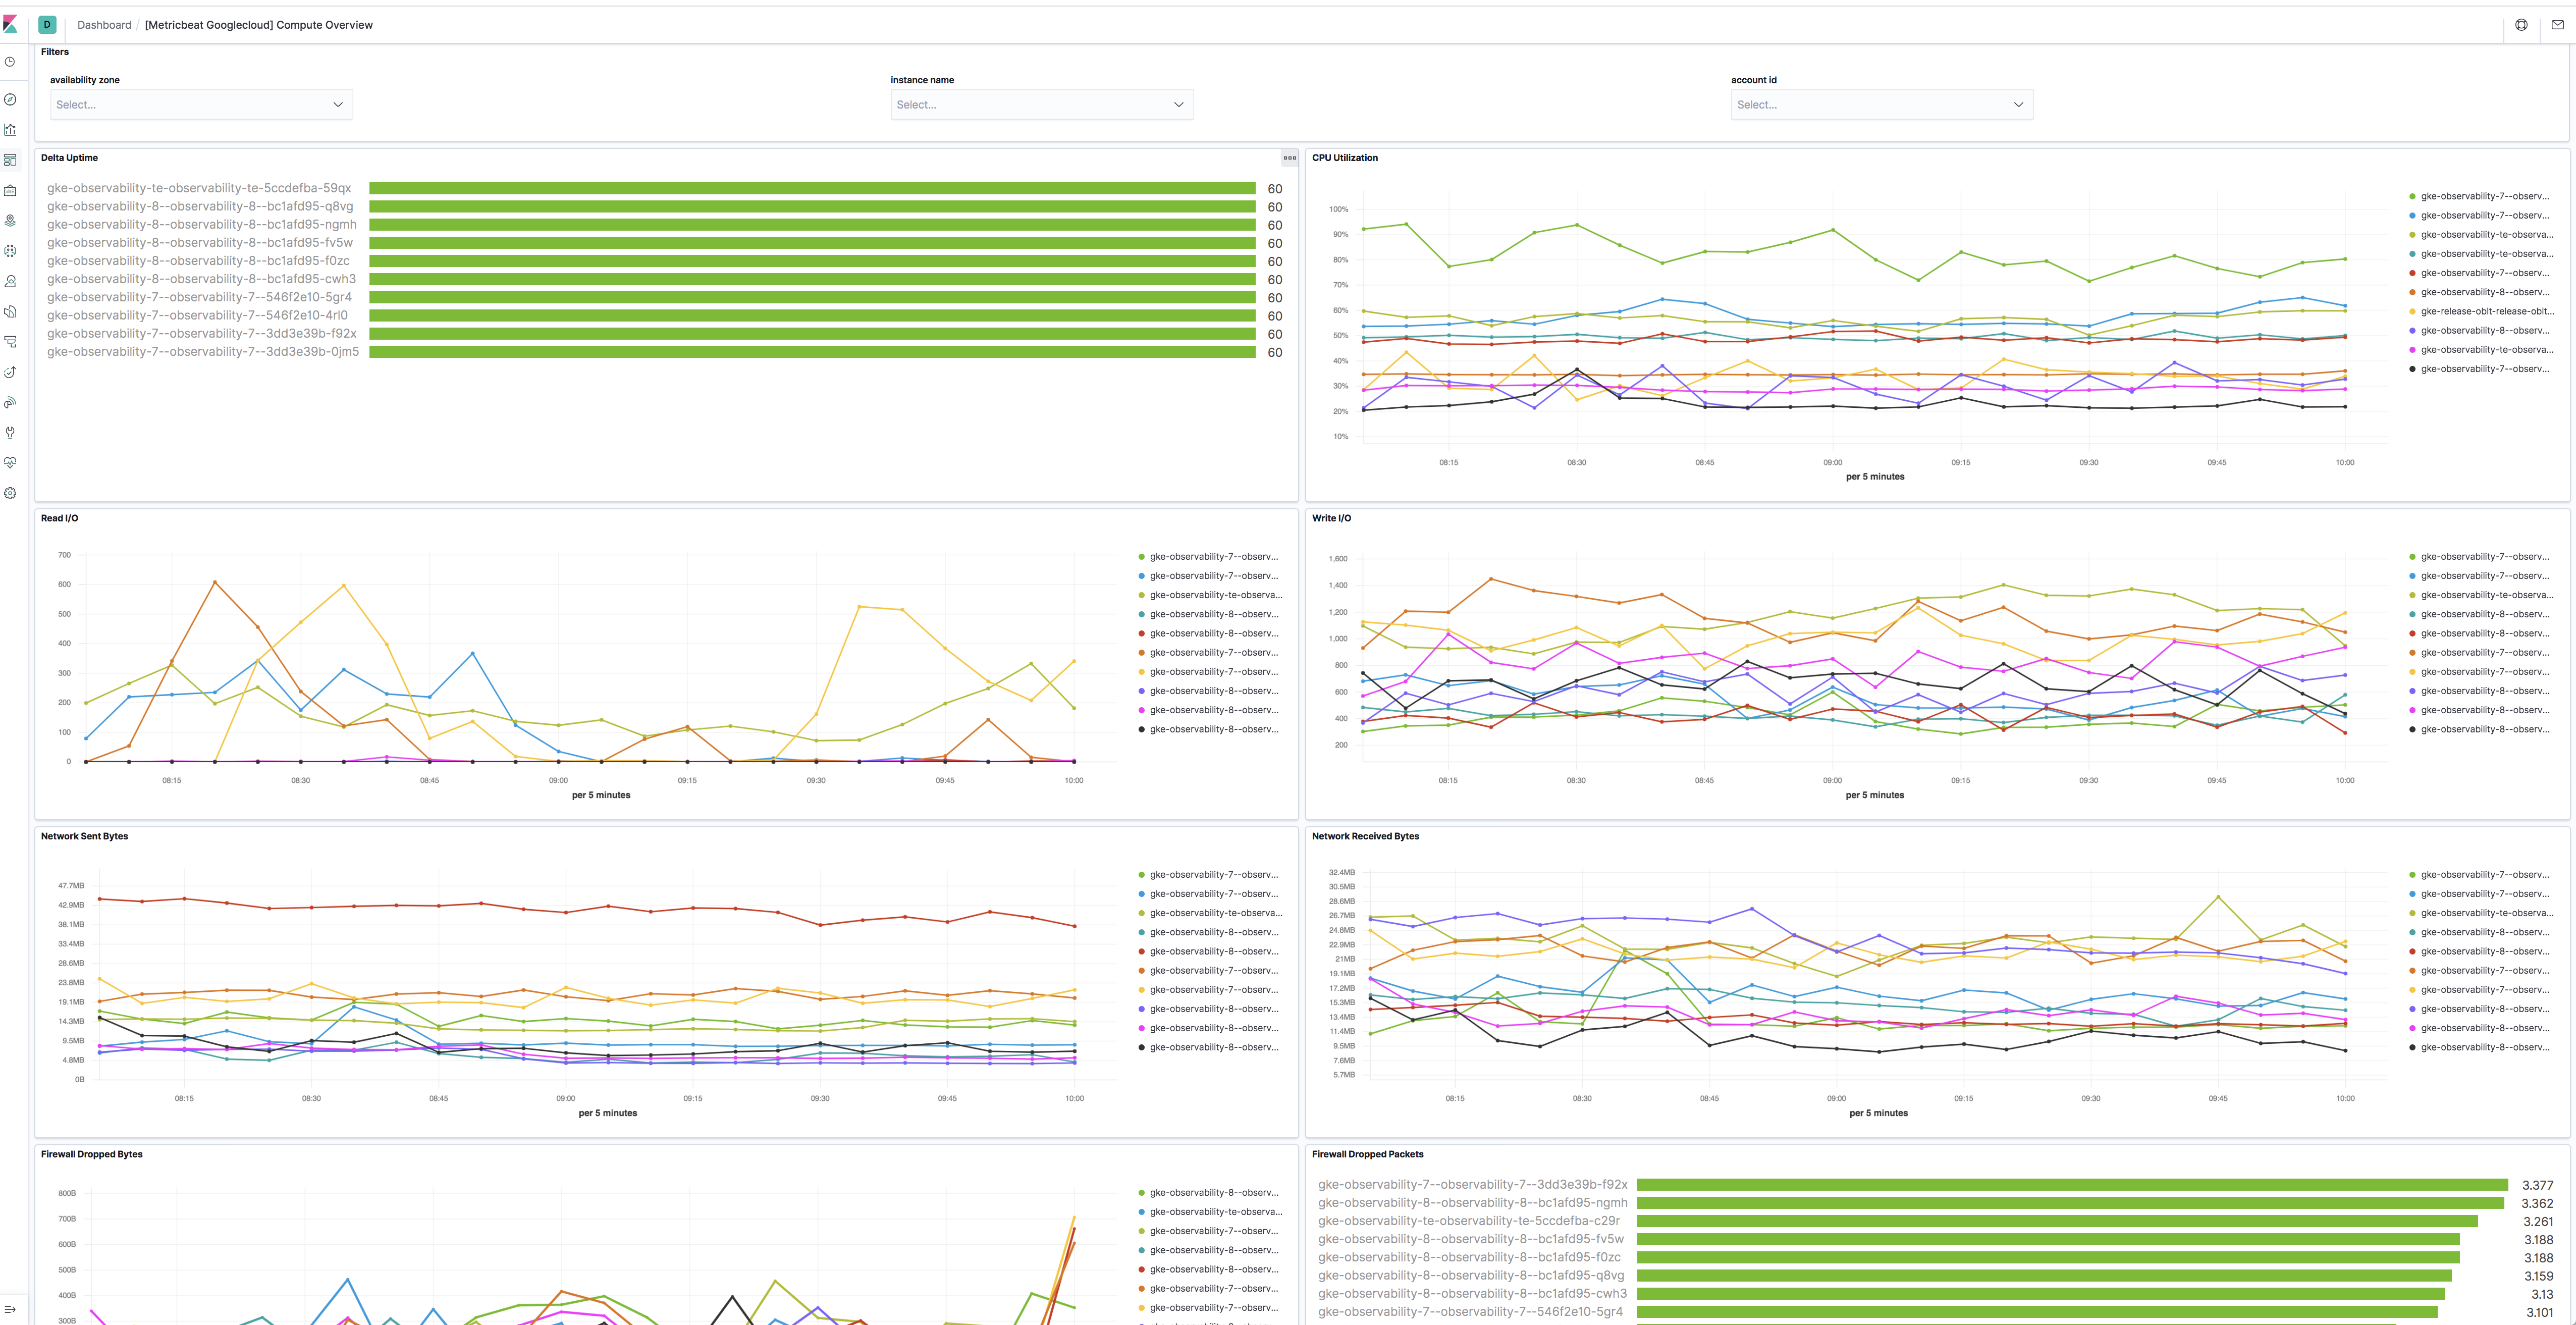 D Dashboard / [Metricbeat Googlecloud] Compute Overview
Filters
availability zone
Select...
instance name
Select...
account id
Select...
Delta Uptime
gke-observability-te-observability-te-5ccdefba-59qx 60
gke-observability-8--observability-8--bc1afd95-q8vg 60
gke-observability-8--observability-8--bc1afd95-ngmh 60
gke-observability-8--observability-8--bc1afd95-fv5w 60
gke-observability-8--observability-8--bc1afd95-f0zc 60
gke-observability-8--observability-8--bc1afd95-cwh3 60
gke-observability-7--observability-7--546f2e10-5gr4 60
gke-observability-7--observability-7--546f2e10-4rl0 60
gke-observability-7--observability-7--3dd3e39b-f92x 60
gke-observability-7--observability-7--3dd3e39b-0jm5 60
CPU Utilization
100%
90%
80%
70%
60%
50%
40%
30%
20%
10%
08:15 08:30 08:45 09:00 09:15 09:30 09:45 10:00
per 5 minutes
gke-observability-7--observ...
gke-observability-7--observ...
gke-observability-te-observa...
gke-observability-te-observa...
gke-observability-7--observ...
gke-observability-8--observ...
gke-release-oblt-release-oblt...
gke-observability-8--observ...
gke-observability-te-observa...
gke-observability-7--observ...
Read I/O
700
600
500
400
300
200
100
0
08:15 08:30 08:45 09:00 09:15 09:30 09:45 10:00
per 5 minutes
gke-observability-7--observ...
gke-observability-7--observ...
gke-observability-te-observa...
gke-observability-8--observ...
gke-observability-8--observ...
gke-observability-7--observ...
gke-observability-7--observ...
gke-observability-8--observ...
gke-observability-8--observ...
gke-observability-8--observ...
Write I/O
1,600
1,400
1,200
1,000
800
600
400
200
08:15 08:30 08:45 09:00 09:15 09:30 09:45 10:00
per 5 minutes
gke-observability-7--observ...
gke-observability-7--observ...
gke-observability-te-observa...
gke-observability-8--observ...
gke-observability-8--observ...
gke-observability-7--observ...
gke-observability-7--observ...
gke-observability-8--observ...
gke-observability-8--observ...
gke-observability-8--observ...
Network Sent Bytes
47.7MB
42.9MB
38.1MB
33.4MB
28.6MB
23.8MB
19.1MB
14.3MB
9.5MB
4.8MB
0B
08:15 08:30 08:45 09:00 09:15 09:30 09:45 10:00
per 5 minutes
gke-observability-7--observ...
gke-observability-7--observ...
gke-observability-te-observa...
gke-observability-8--observ...
gke-observability-8--observ...
gke-observability-7--observ...
gke-observability-7--observ...
gke-observability-8--observ...
gke-observability-8--observ...
gke-observability-8--observ...
Network Received Bytes
32.4MB
30.5MB
28.6MB
26.7MB
24.8MB
22.9MB
21MB
19.1MB
17.2MB
15.3MB
13.4MB
11.4MB
9.5MB
7.6MB
5.7MB
08:15 08:30 08:45 09:00 09:15 09:30 09:45 10:00
per 5 minutes
gke-observability-7--observ...
gke-observability-7--observ...
gke-observability-te-observa...
gke-observability-8--observ...
gke-observability-8--observ...
gke-observability-7--observ...
gke-observability-7--observ...
gke-observability-8--observ...
gke-observability-8--observ...
gke-observability-8--observ...
Firewall Dropped Bytes
800B
700B
600B
500B
400B
300B
gke-observability-8--observ...
gke-observability-te-observa...
gke-observability-7--observ...
gke-observability-8--observ...
gke-observability-8--observ...
gke-observability-7--observ...
gke-observability-7--observ...
Firewall Dropped Packets
gke-observability-7--observability-7--3dd3e39b-f92x 3.377
gke-observability-8--observability-8--bc1afd95-ngmh 3.362
gke-observability-te-observability-te-5ccdefba-c29r 3.261
gke-observability-8--observability-8--bc1afd95-fv5w 3.188
gke-observability-8--observability-8--bc1afd95-f0zc 3.188
gke-observability-8--observability-8--bc1afd95-q8vg 3.159
gke-observability-8--observability-8--bc1afd95-cwh3 3.13
gke-observability-7--observability-7--546f2e10-5gr4 3.101